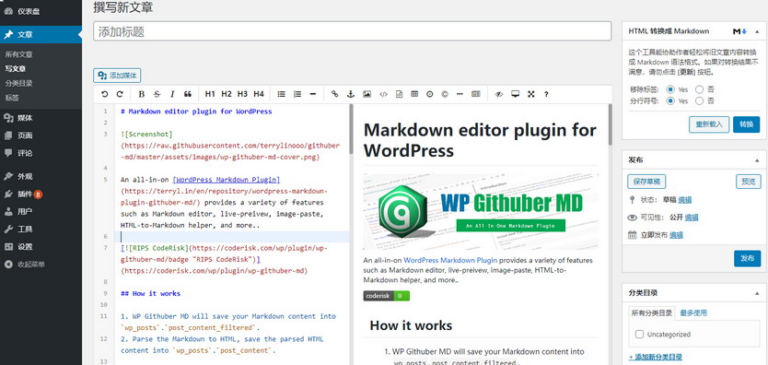 仪表盘
文章
所有文章
写文章
分类目录
标签
媒体
页面
评论
外观
插件 8
用户
工具
设置
收起菜单
撰写新文章
添加标题
添加媒体
B S I H1 H2 H3 H4 ?
1 # Markdown editor plugin for WordPress
2
3 ![Screenshot]
(https://raw.githubusercontent.com/terrylinooo/githuber
-md/master/assets/images/wp-githuber-md-cover.png)
4
5 An all-in-on [WordPress Markdown Plugin]
(https://terryl.in/en/repository/wordpress-markdown-
plugin-githuber-md/) provides a variety of features
such as Markdown editor, live-preivew, image-paste,
HTML-to-Markdown helper, and more..
6
7 [![RIPS CodeRisk](https://coderisk.com/wp/plugin/wp-
githuber-md/badge "RIPS CodeRisk")]
(https://coderisk.com/wp/plugin/wp-githuber-md)
8
9 ## How it works
10
11 1. WP Githuber MD will save your Markdown content into
`wp_posts`.`post_content_filtered`.
12 2. Parse the Markdown to HTML, save the parsed HTML
content into `wp_posts`.`post_content`.
13
Markdown editor plugin for
WordPress
WP Githuber MD
An All In One Markdown Plugin
An all-in-on WordPress Markdown Plugin provides a variety of features
such as Markdown editor, live-preivew, image-paste, HTML-to-
Markdown helper, and more..
coderisk 0
How it works
1. WP Githuber MD will save your Markdown content into
wp_posts.post_content_filtered.
HTML 转换成 Markdown M
这个工具能协助作者轻松将旧文章内容转换
成 Markdown 语法格式。如果对转换结果不
满意，请勿点击 (更新) 按钮。
移除标签: Yes 否
分行符号: Yes 否
重新载入 转换
发布
保存草稿 预览
状态：草稿 编辑
可见性：公开 编辑
立即发布 编辑
发布
分类目录
所有分类目录 最多使用
Uncategorized
+ 添加新分类目录